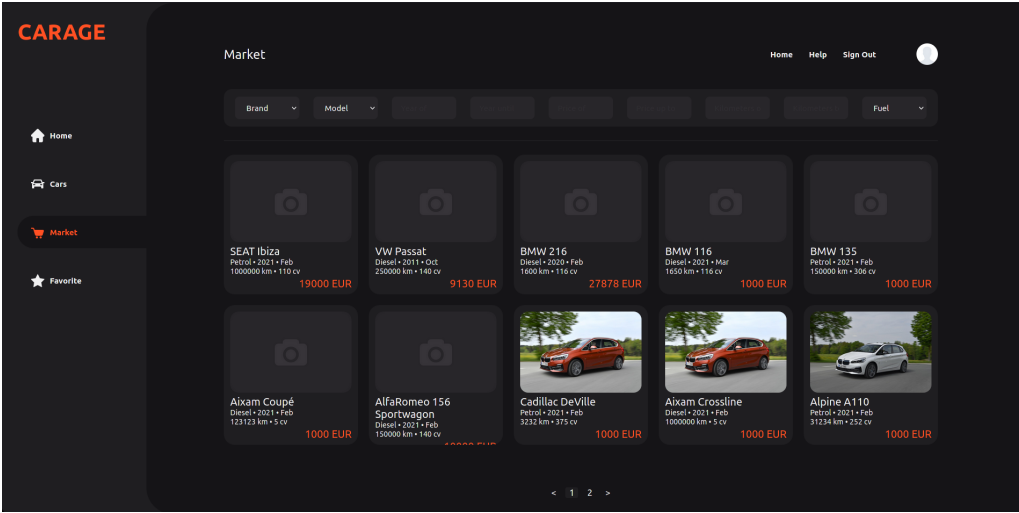 CARAGE
Market
Home Help Sign Out
Brand Model Fuel
Home
Cars
Market
Favorite
SEAT Ibiza
Petrol • 2021 • Feb
1000000 km • 110 cv
19000 EUR
VW Passat
Diesel • 2011 • Oct
250000 km • 140 cv
9130 EUR
BMW 216
Diesel • 2020 • Feb
1600 km • 116 cv
27878 EUR
BMW 116
Diesel • 2021 • Mar
1650 km • 116 cv
1000 EUR
BMW 135
Petrol • 2021 • Feb
150000 km • 306 cv
1000 EUR
Aixam Coupé
Diesel • 2021 • Feb
123123 km • 5 cv
1000 EUR
AlfaRomeo 156
Sportwagon
Diesel • 2021 • Feb
150000 km • 140 cv
Cadillac DeVille
Petrol • 2021 • Feb
3232 km • 375 cv
1000 EUR
Aixam Crossline
Diesel • 2021 • Feb
1000000 km • 5 cv
1000 EUR
Alpine A110
Petrol • 2021 • Feb
31234 km • 252 cv
1000 EUR
< 1 2 >